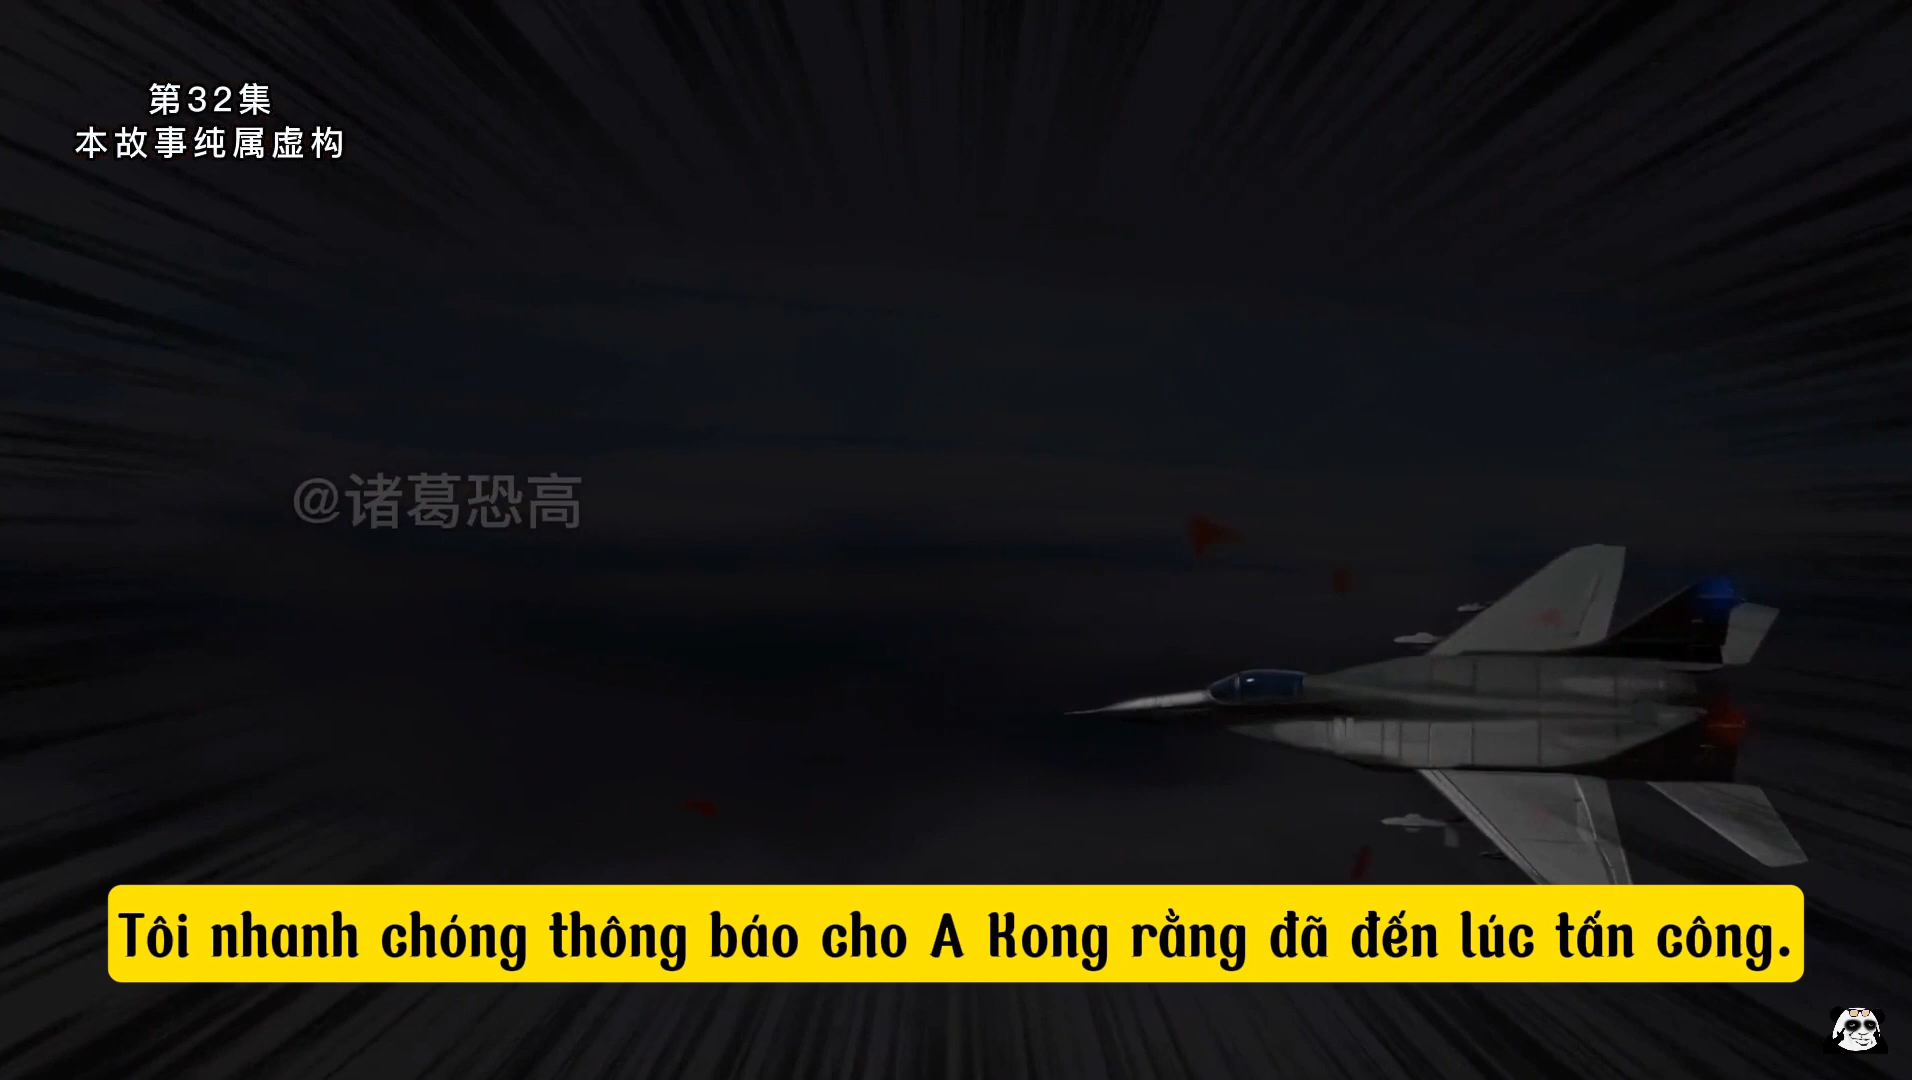 第32集
本故事纯属虚构
@诸葛恐高
Tôi nhanh chóng thông báo cho A Kong rằng đã đến lúc tấn công.